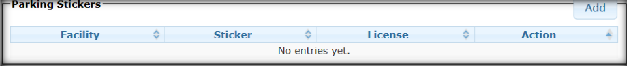 Parking Stickers
Add
Facility Sticker License Action
No entries yet.